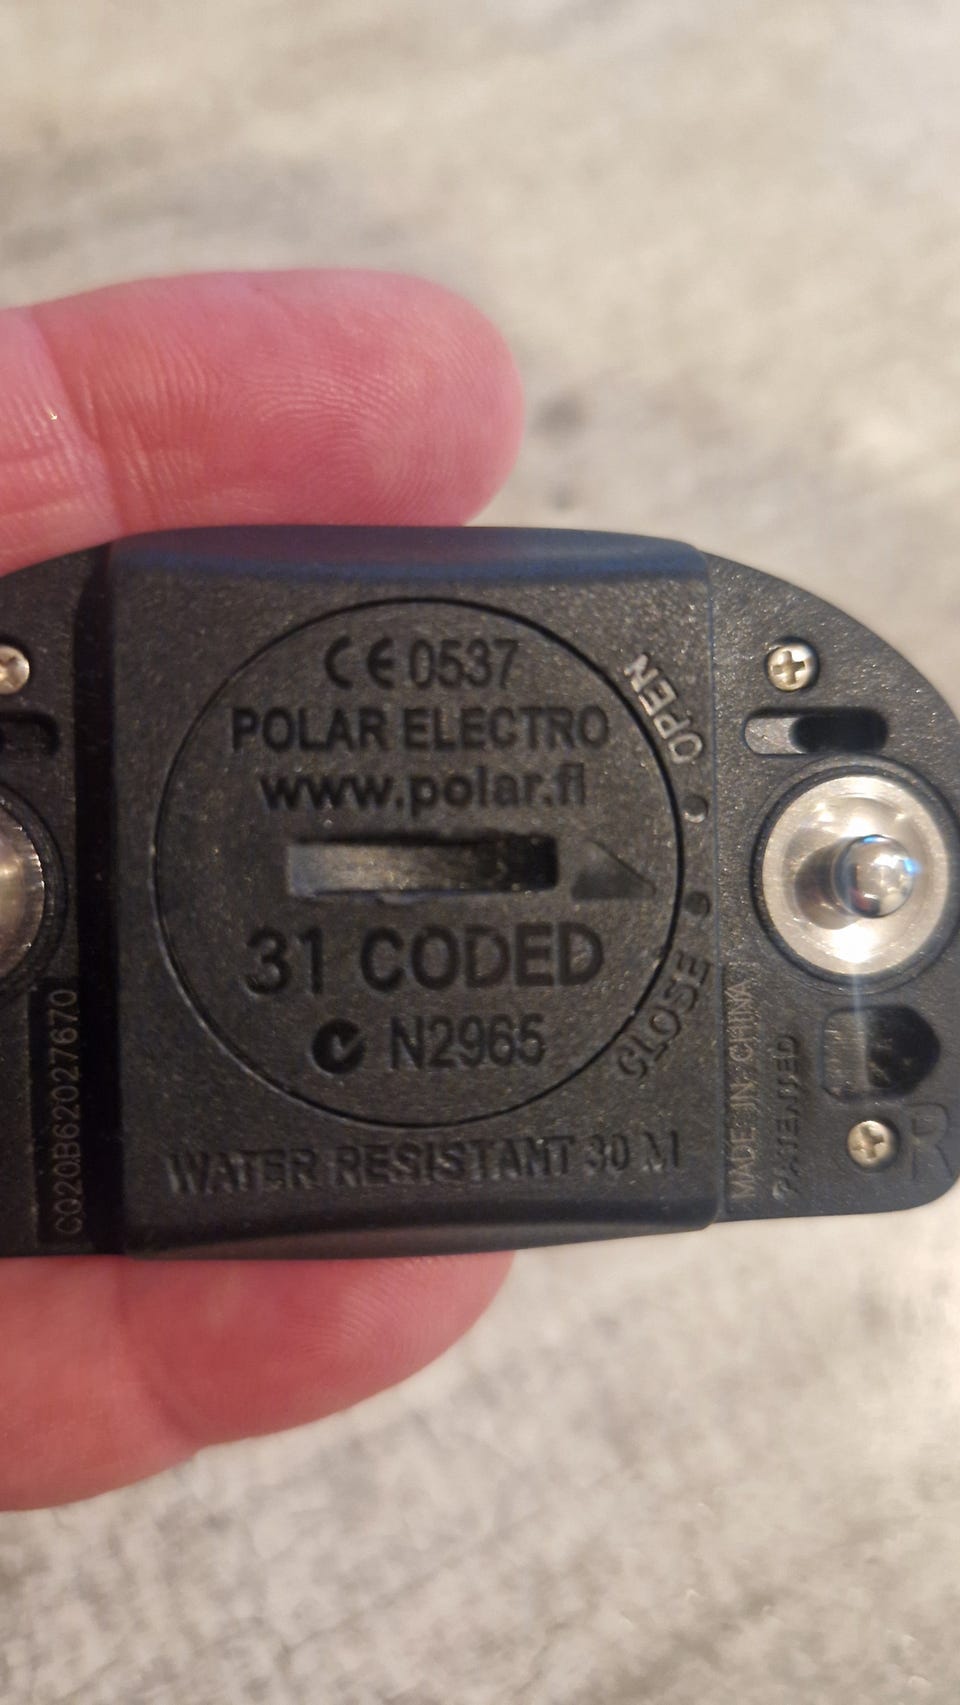 CE 0537
POLAR ELECTRO
www.polar.fi
31 CODED
N2965
OPEN
CLOSE
WATER RESISTANT 30 M
C020B62027670
MADE IN CHINA
PATENTED
R